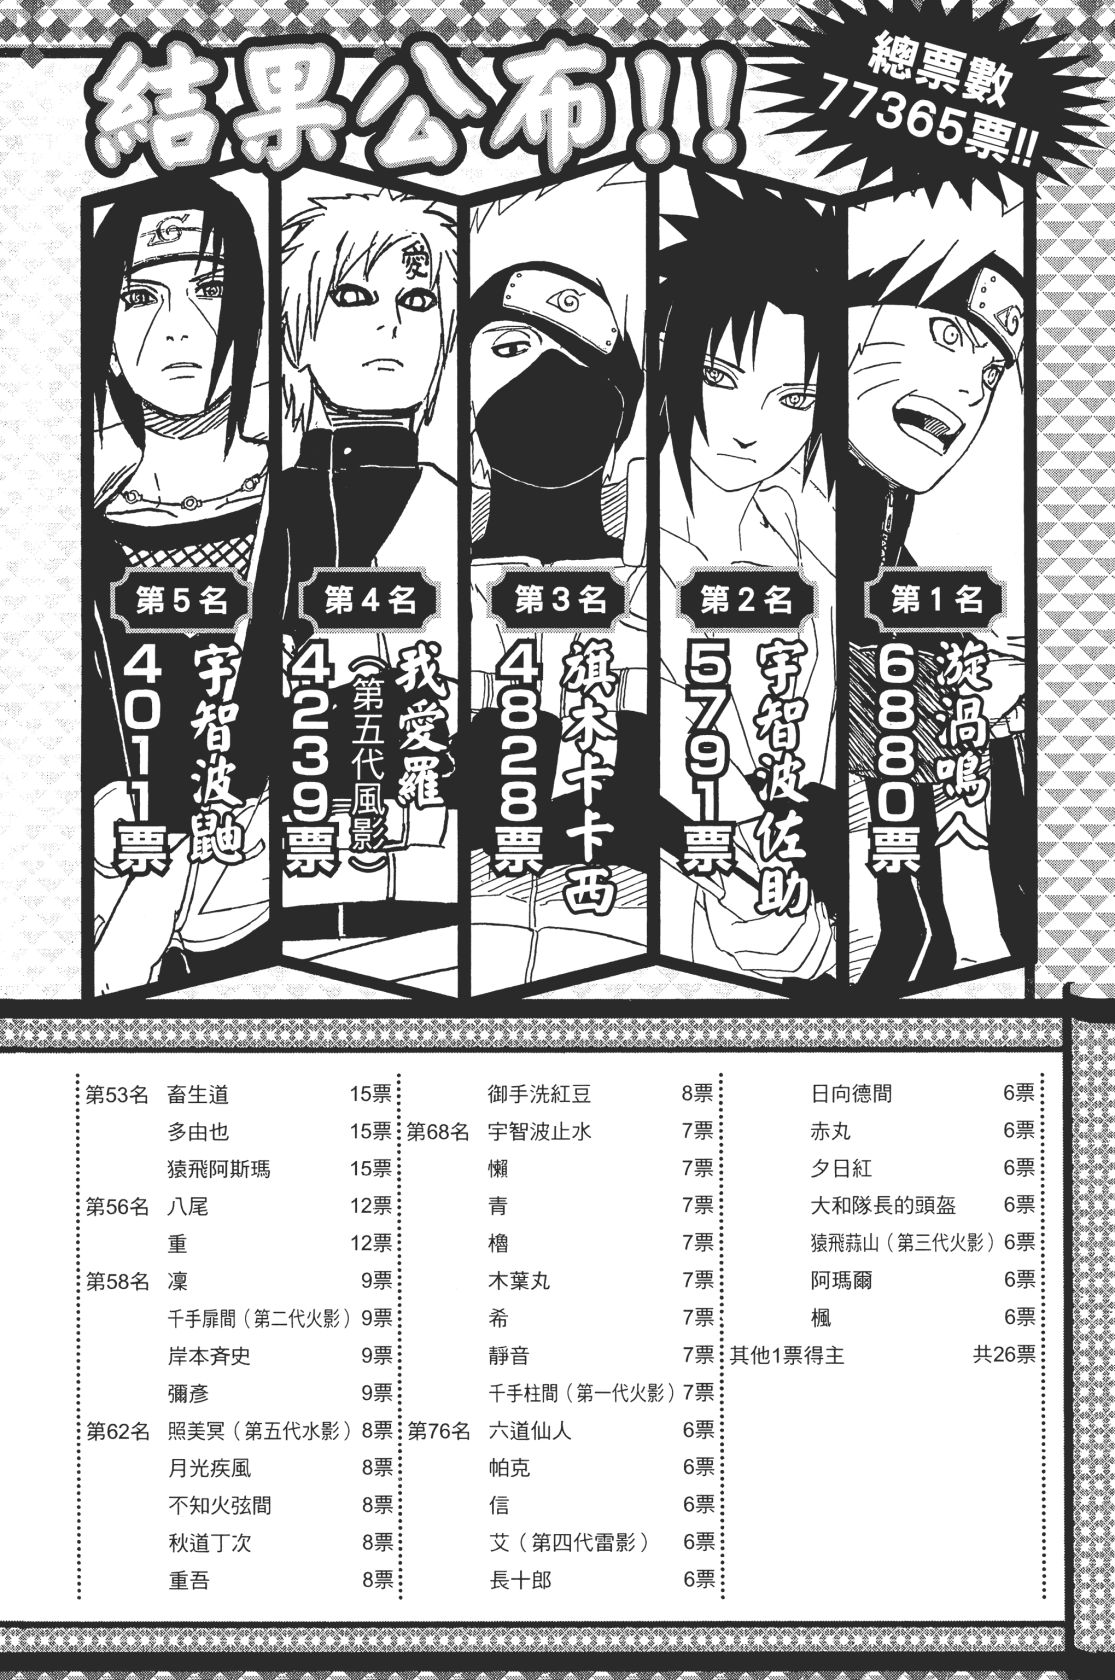 結果公布!!
總票數
77365票!!
愛
第1名
漩渦鳴人
6880票
第2名
宇智波佐助
5791票
第3名
旗木卡卡西
4828票
第4名
我愛羅
（第五代風影）
4239票
第5名
宇智波鼬
4011票
第53名 畜生道 15票
多由也 15票
猿飛阿斯瑪 15票
第56名 八尾 12票
重 12票
第58名 凜 9票
千手扉間（第二代火影）9票
岸本斉史 9票
彌彥 9票
第62名 照美冥（第五代水影）8票
月光疾風 8票
不知火弦間 8票
秋道丁次 8票
重吾 8票
御手洗紅豆 8票
第68名 宇智波止水 7票
懶 7票
青 7票
櫓 7票
木葉丸 7票
希 7票
靜音 7票
千手柱間（第一代火影）7票
第76名 六道仙人 6票
帕克 6票
信 6票
艾（第四代雷影） 6票
長十郎 6票
日向德間 6票
赤丸 6票
夕日紅 6票
大和隊長的頭盔 6票
猿飛蒜山（第三代火影）6票
阿瑪爾 6票
楓 6票
其他1票得主 共26票